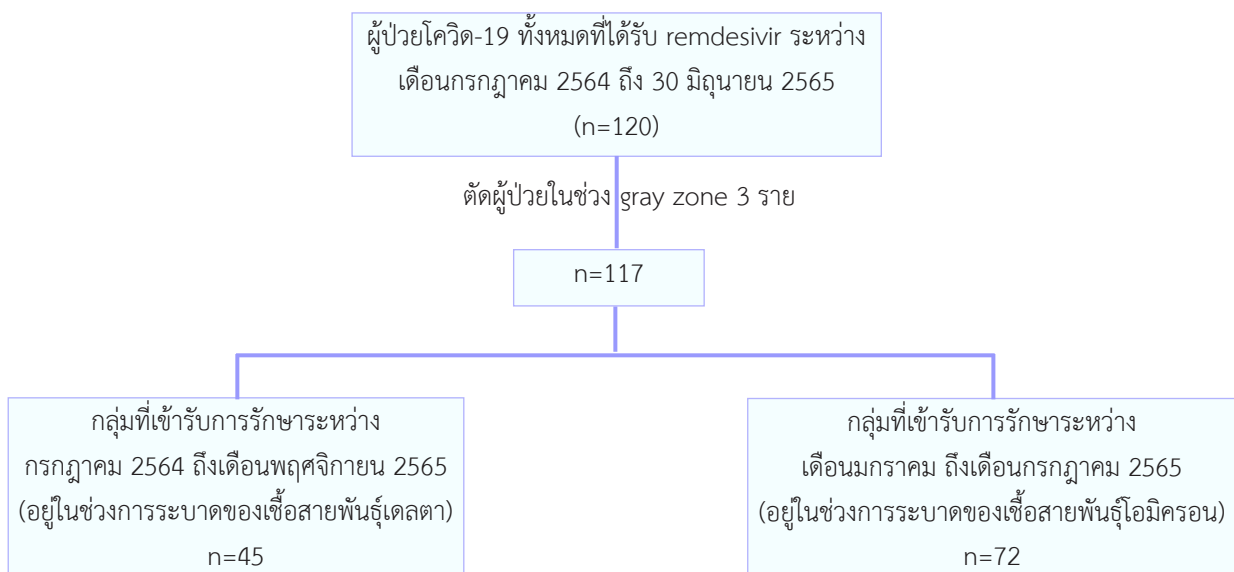 ผู้ป่วยโควิด-19 ทั้งหมดที่ได้รับ remdesivir ระหว่าง
เดือนกรกฎาคม 2564 ถึง 30 มิถุนายน 2565
(n=120)
ตัดผู้ป่วยในช่วง gray zone 3 ราย
n=117
กลุ่มที่เข้ารับการรักษาระหว่าง
กรกฎาคม 2564 ถึงเดือนพฤศจิกายน 2565
(อยู่ในช่วงการระบาดของเชื้อสายพันธุ์เดลตา)
n=45
กลุ่มที่เข้ารับการรักษาระหว่าง
เดือนมกราคม ถึงเดือนกรกฎาคม 2565
(อยู่ในช่วงการระบาดของเชื้อสายพันธุ์โอมิครอน)
n=72